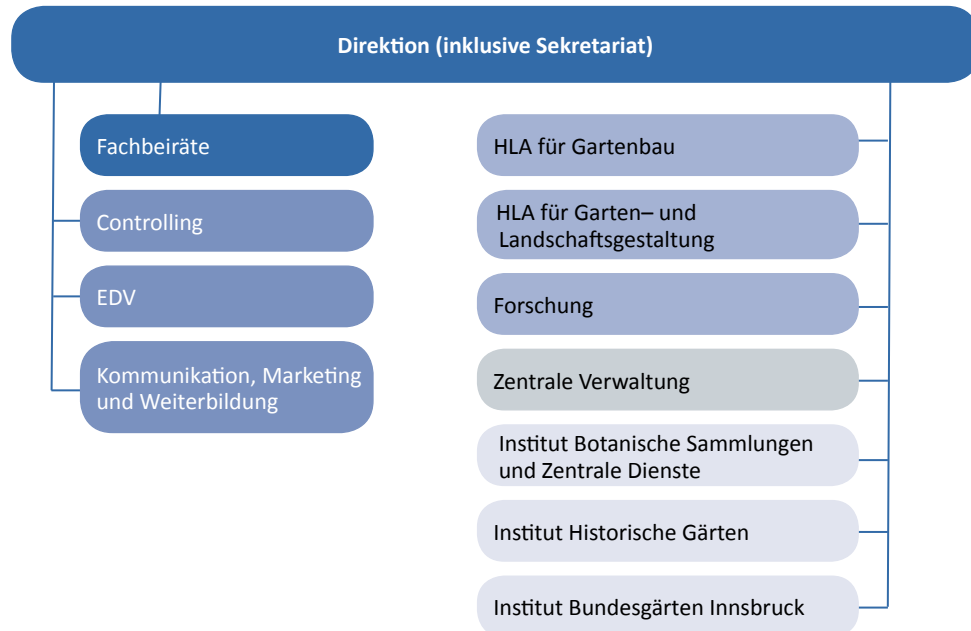 Direktion (inklusive Sekretariat)
Fachbeiräte
Controlling
EDV
Kommunikation, Marketing
und Weiterbildung
HLA für Gartenbau
HLA für Garten– und
Landschaftsgestaltung
Forschung
Zentrale Verwaltung
Institut Botanische Sammlungen
und Zentrale Dienste
Institut Historische Gärten
Institut Bundesgärten Innsbruck